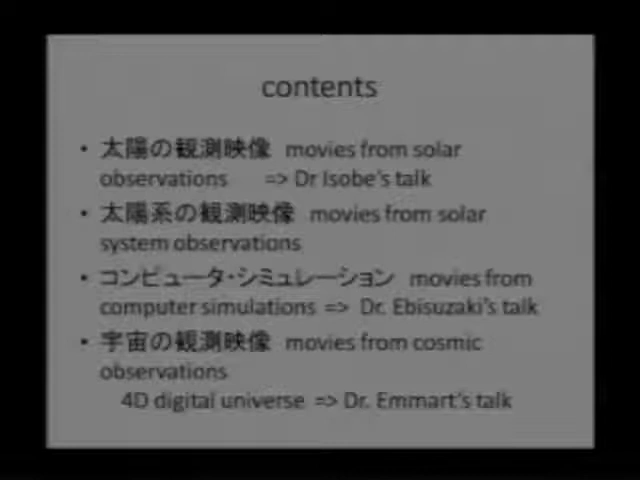 contents
• 太陽の観測映像 movies from solar
observations => Dr Isobe's talk
• 太陽系の観測映像 movies from solar
system observations
• コンピュータ・シミュレーション movies from
computer simulations => Dr. Ebisuzaki's talk
• 宇宙の観測映像 movies from cosmic
observations
4D digital universe => Dr. Emmart's talk